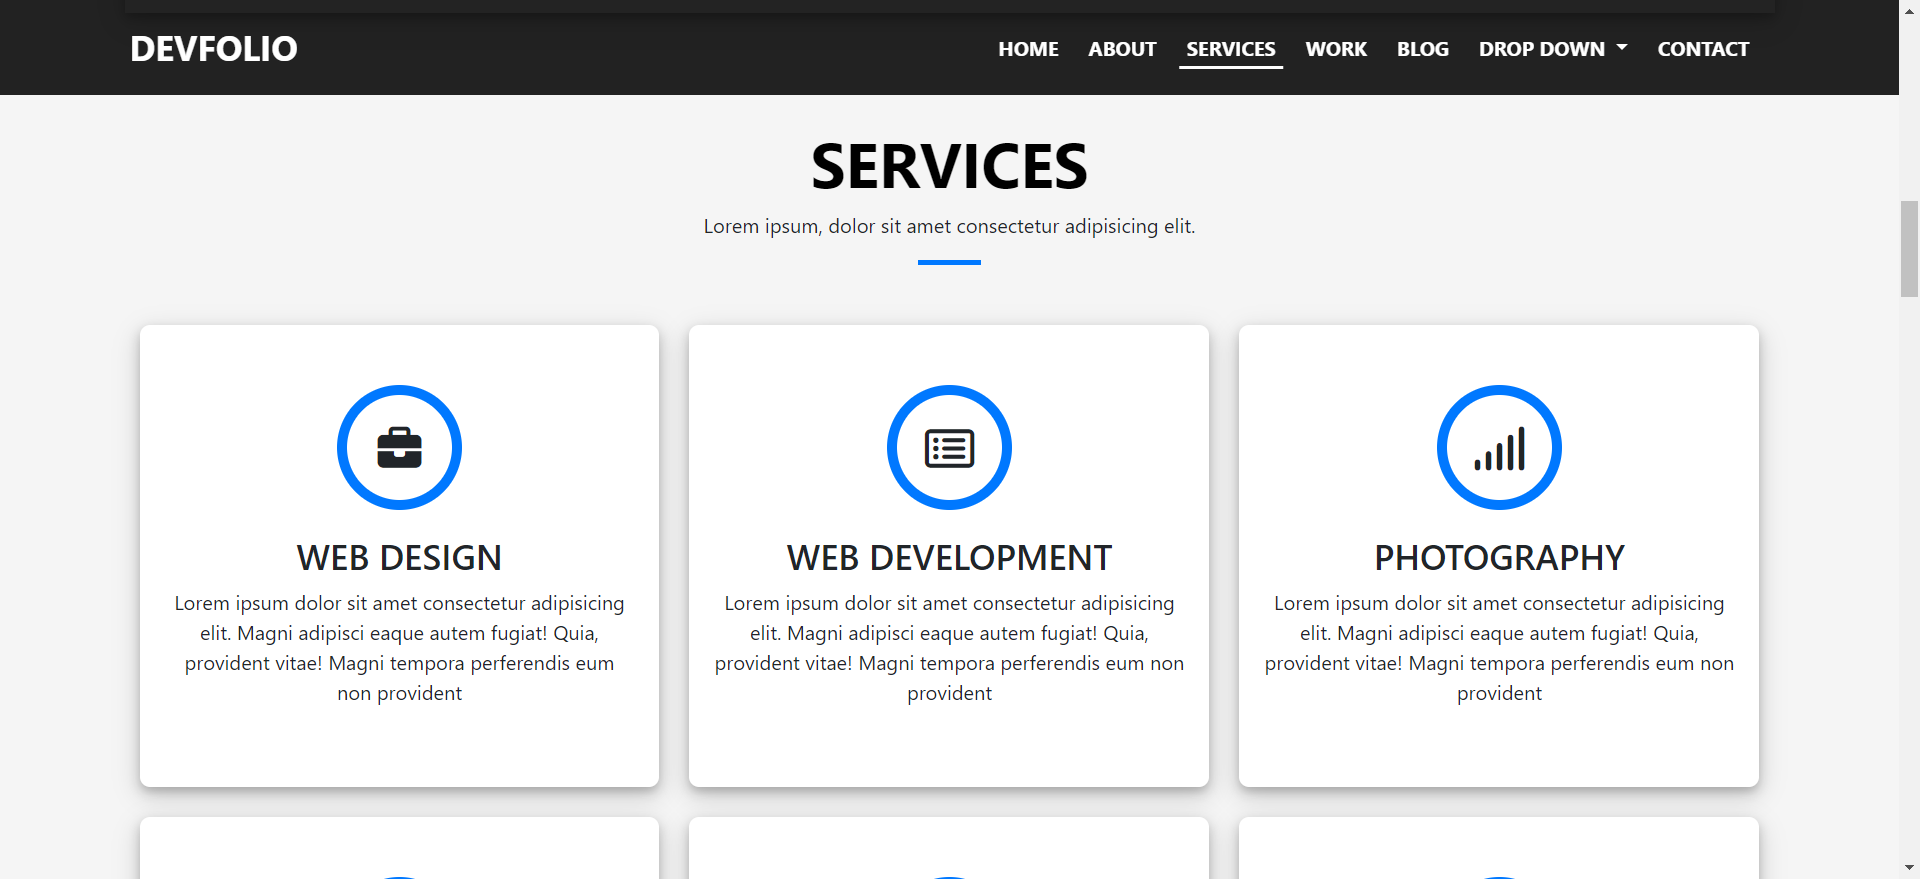 DEVFOLIO
HOME ABOUT SERVICES WORK BLOG DROP DOWN CONTACT
SERVICES
Lorem ipsum, dolor sit amet consectetur adipisicing elit.
WEB DESIGN
Lorem ipsum dolor sit amet consectetur adipisicing
elit. Magni adipisci eaque autem fugiat! Quia,
provident vitae! Magni tempora perferendis eum
non provident
WEB DEVELOPMENT
Lorem ipsum dolor sit amet consectetur adipisicing
elit. Magni adipisci eaque autem fugiat! Quia,
provident vitae! Magni tempora perferendis eum non
provident
PHOTOGRAPHY
Lorem ipsum dolor sit amet consectetur adipisicing
elit. Magni adipisci eaque autem fugiat! Quia,
provident vitae! Magni tempora perferendis eum non
provident